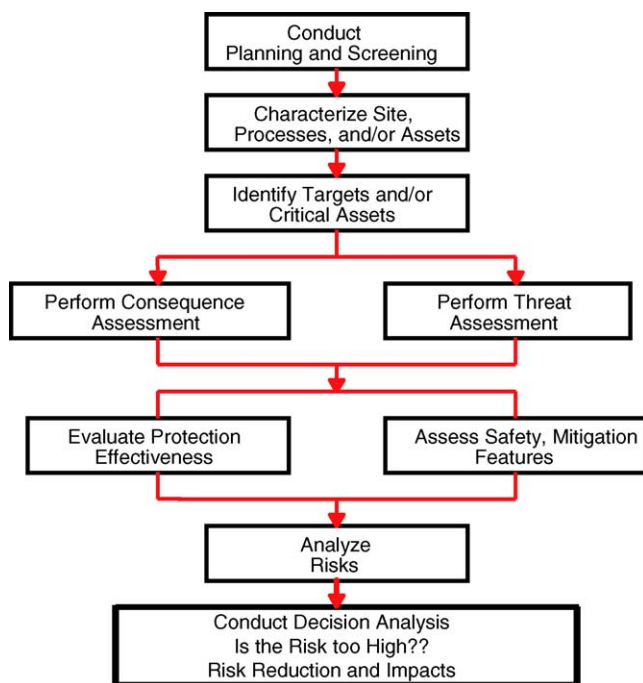 Conduct
Planning and Screening
Characterize Site,
Processes, and/or Assets
Identify Targets and/or
Critical Assets
Perform Consequence
Assessment
Perform Threat
Assessment
Evaluate Protection
Effectiveness
Assess Safety, Mitigation
Features
Analyze
Risks
Conduct Decision Analysis
Is the Risk too High??
Risk Reduction and Impacts